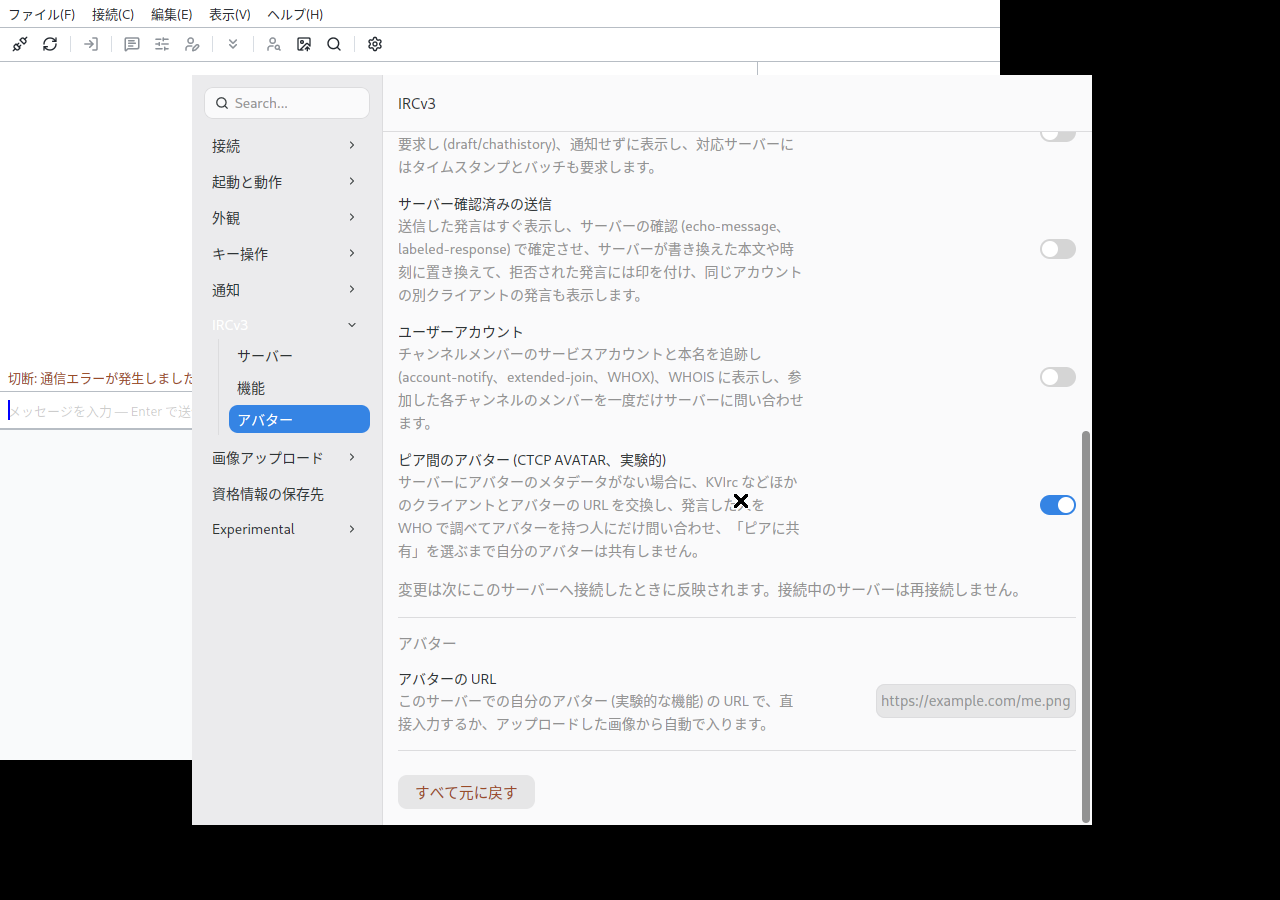 ファイル(F) 接続(C) 編集(E) 表示(V) ヘルプ(H)
切断: 通信エラーが発生しました
メッセージを入力 — Enter で送
Search...
接続
起動と動作
外観
キー操作
通知
IRCv3
サーバー
機能
アバター
画像アップロード
資格情報の保存先
Experimental
IRCv3
要求し (draft/chathistory)、通知せずに表示し、対応サーバーに
はタイムスタンプとバッチも要求します。
サーバー確認済みの送信
送信した発言はすぐ表示し、サーバーの確認 (echo-message、
labeled-response) で確定させ、サーバーが書き換えた本文や時
刻に置き換えて、拒否された発言には印を付け、同じアカウント
の別クライアントの発言も表示します。
ユーザーアカウント
チャンネルメンバーのサービスアカウントと本名を追跡し
(account-notify、extended-join、WHOX)、WHOIS に表示し、参
加した各チャンネルのメンバーを一度だけサーバーに問い合わせ
ます。
ピア間のアバター (CTCP AVATAR、実験的)
サーバーにアバターのメタデータがない場合に、KVIrc などほか
のクライアントとアバターの URL を交換し、発言した を
WHO で調べてアバターを持つ人にだけ問い合わせ、「ピアに共
有」を選ぶまで自分のアバターは共有しません。
変更は次にこのサーバーへ接続したときに反映されます。接続中のサーバーは再接続しません。
アバター
アバターの URL
このサーバーでの自分のアバター (実験的な機能) の URL で、直
接入力するか、アップロードした画像から自動で入ります。
https://example.com/me.png
すべて元に戻す